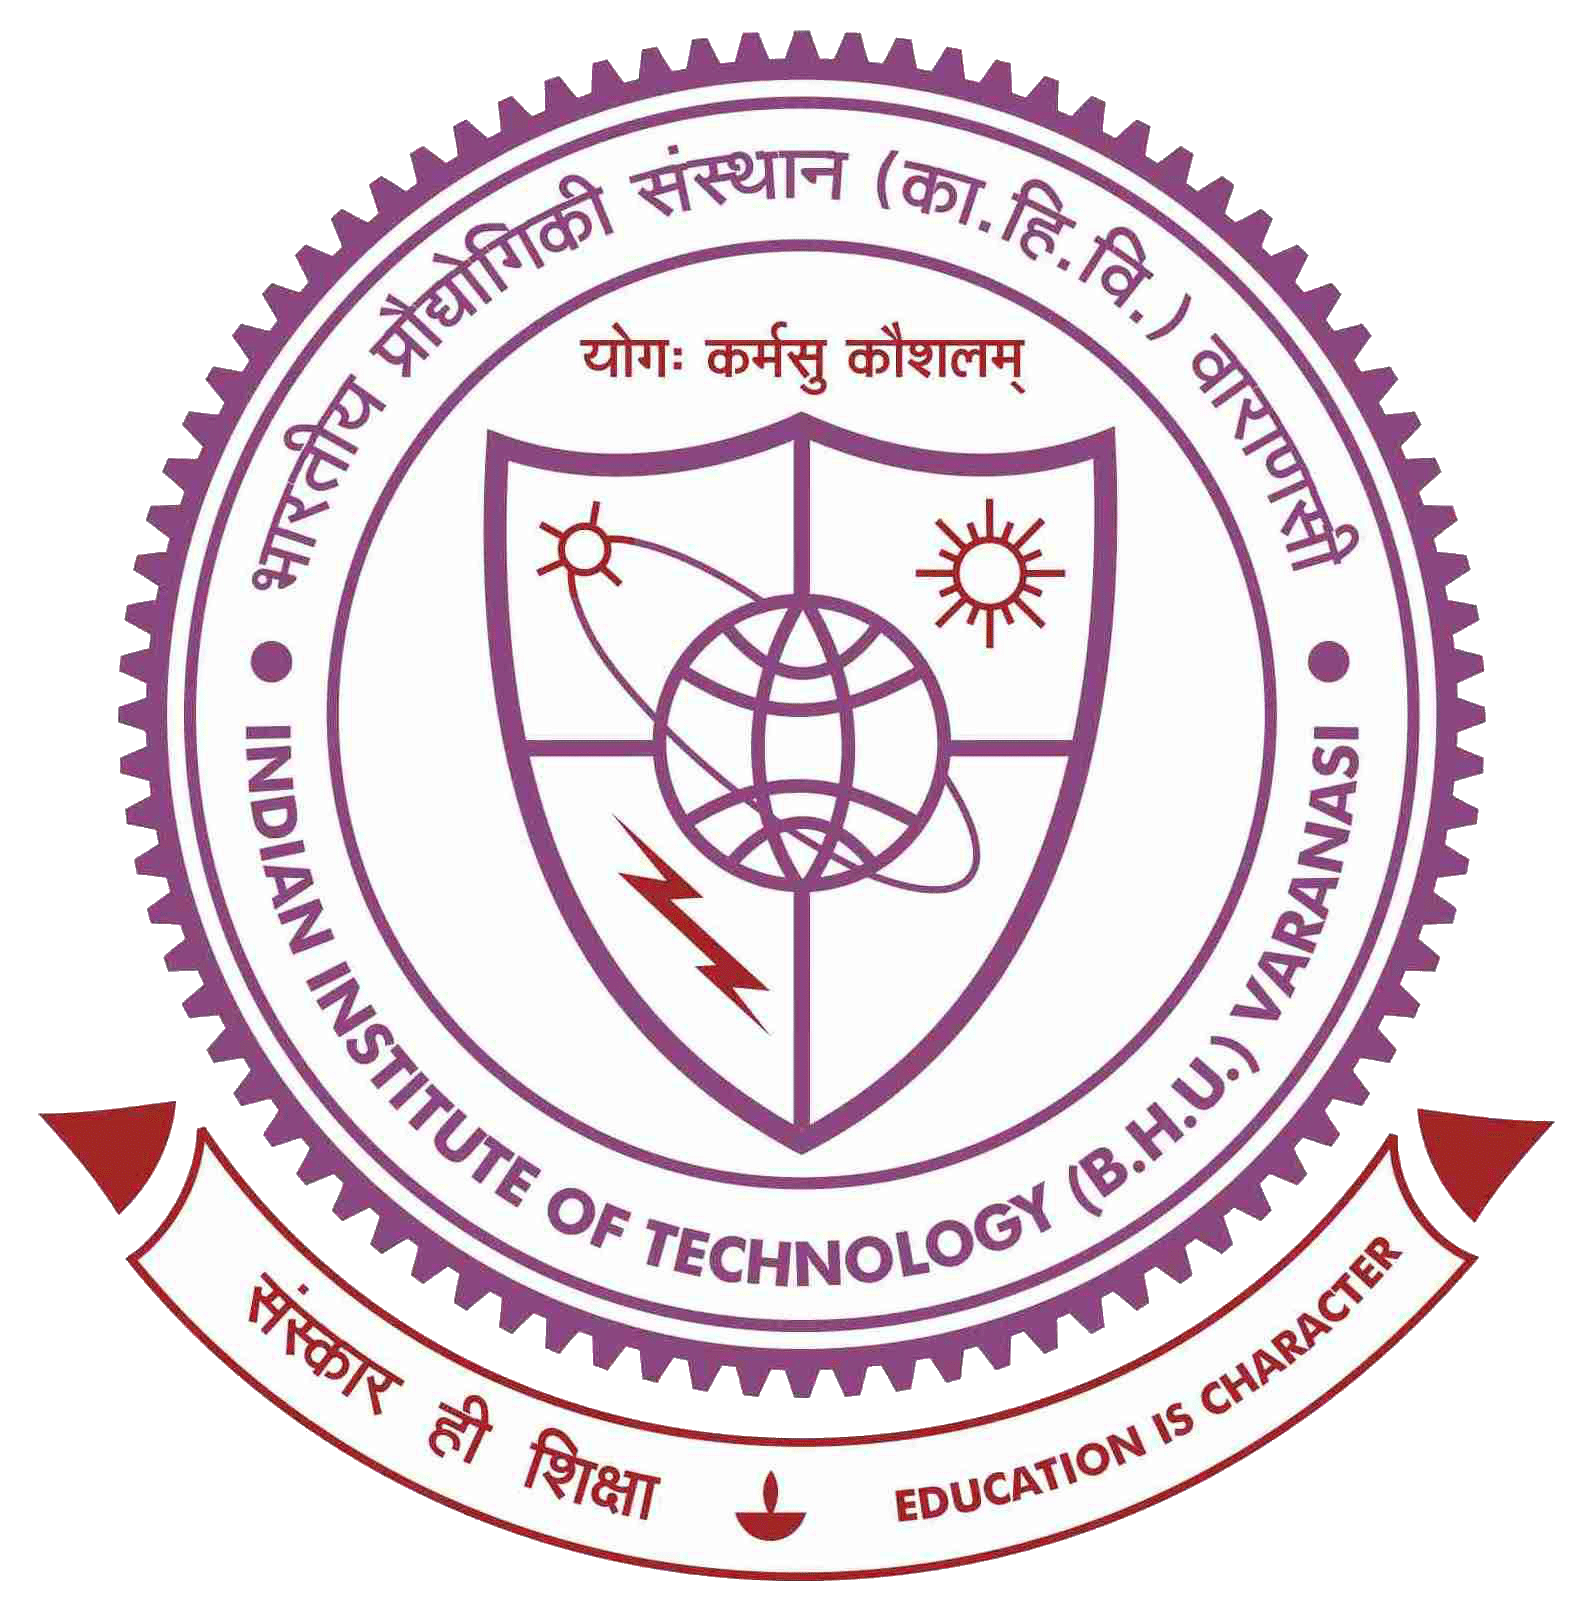 भारतीय प्रौद्योगिकी संस्थान (का.हि.वि.) वाराणसी
योगः कर्मसु कौशलम्
INDIAN INSTITUTE OF TECHNOLOGY (B.H.U.) VARANASI
संस्कार ही शिक्षा
EDUCATION IS CHARACTER